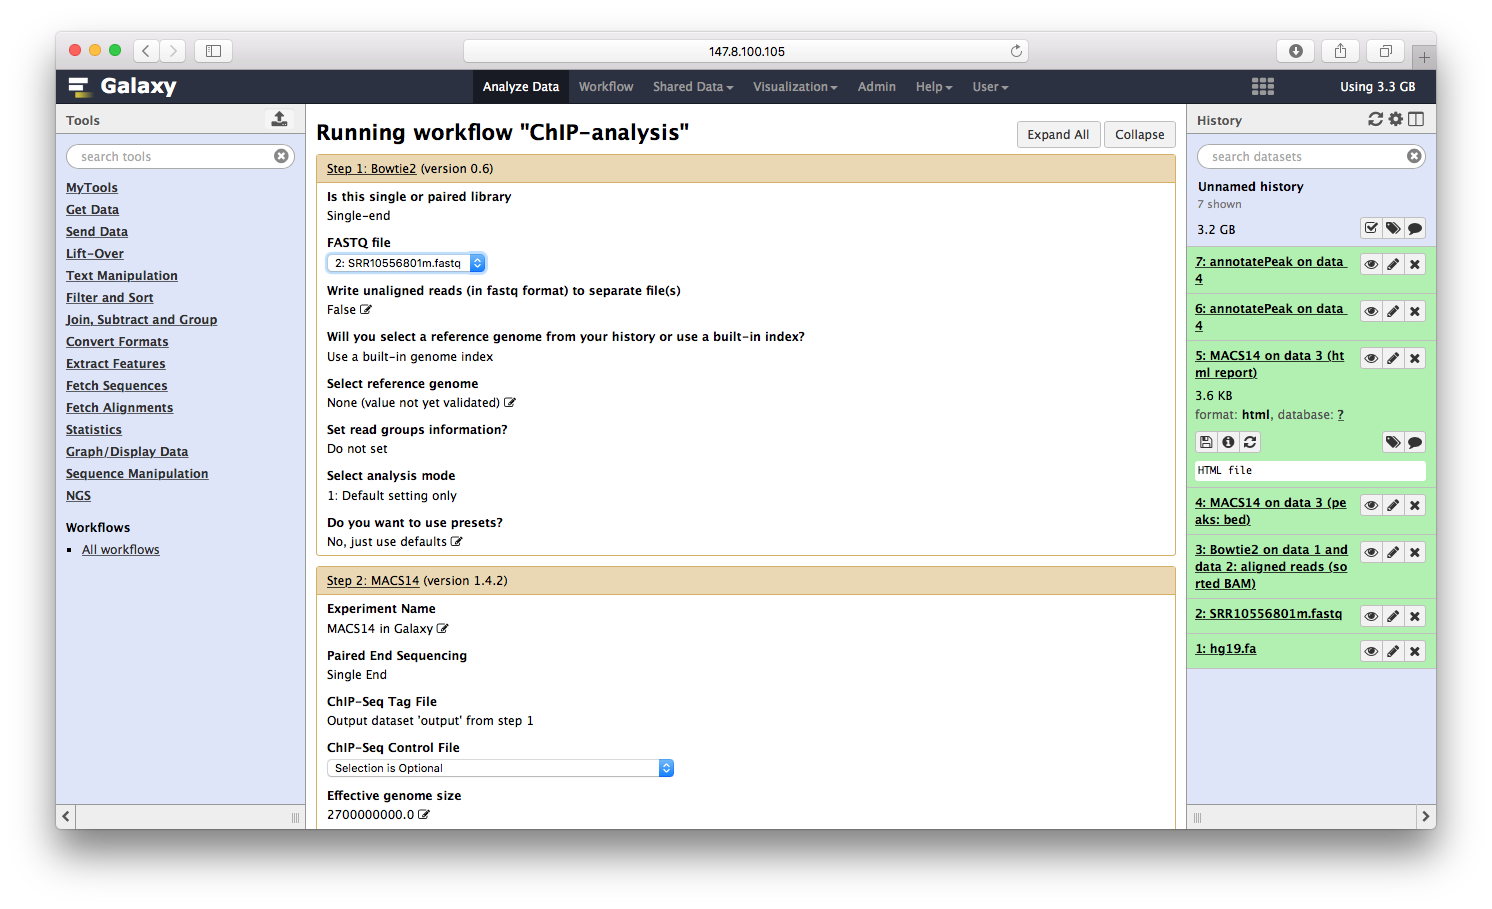 147.8.100.105
Galaxy
Analyze Data Workflow Shared Data Visualization Admin Help User
Using 3.3 GB
Tools
search tools
MyTools
Get Data
Send Data
Lift-Over
Text Manipulation
Filter and Sort
Join, Subtract and Group
Convert Formats
Extract Features
Fetch Sequences
Fetch Alignments
Statistics
Graph/Display Data
Sequence Manipulation
NGS
Workflows
All workflows
Running workflow "ChIP-analysis"
Expand All Collapse
Step 1: Bowtie2 (version 0.6)
Is this single or paired library
Single-end
FASTQ file
2: SRR10556801m.fastq
Write unaligned reads (in fastq format) to separate file(s)
False
Will you select a reference genome from your history or use a built-in index?
Use a built-in genome index
Select reference genome
None (value not yet validated)
Set read groups information?
Do not set
Select analysis mode
1: Default setting only
Do you want to use presets?
No, just use defaults
Step 2: MACS14 (version 1.4.2)
Experiment Name
MACS14 in Galaxy
Paired End Sequencing
Single End
ChIP-Seq Tag File
Output dataset 'output' from step 1
ChIP-Seq Control File
Selection is Optional
Effective genome size
2700000000.0
History
search datasets
Unnamed history
7 shown
3.2 GB
7: annotatePeak on data
4
6: annotatePeak on data
4
5: MACS14 on data 3 (ht
ml report)
3.6 KB
format: html, database: ?
HTML file
4: MACS14 on data 3 (pe
aks: bed)
3: Bowtie2 on data 1 and
data 2: aligned reads (so
rted BAM)
2: SRR10556801m.fastq
1: hg19.fa